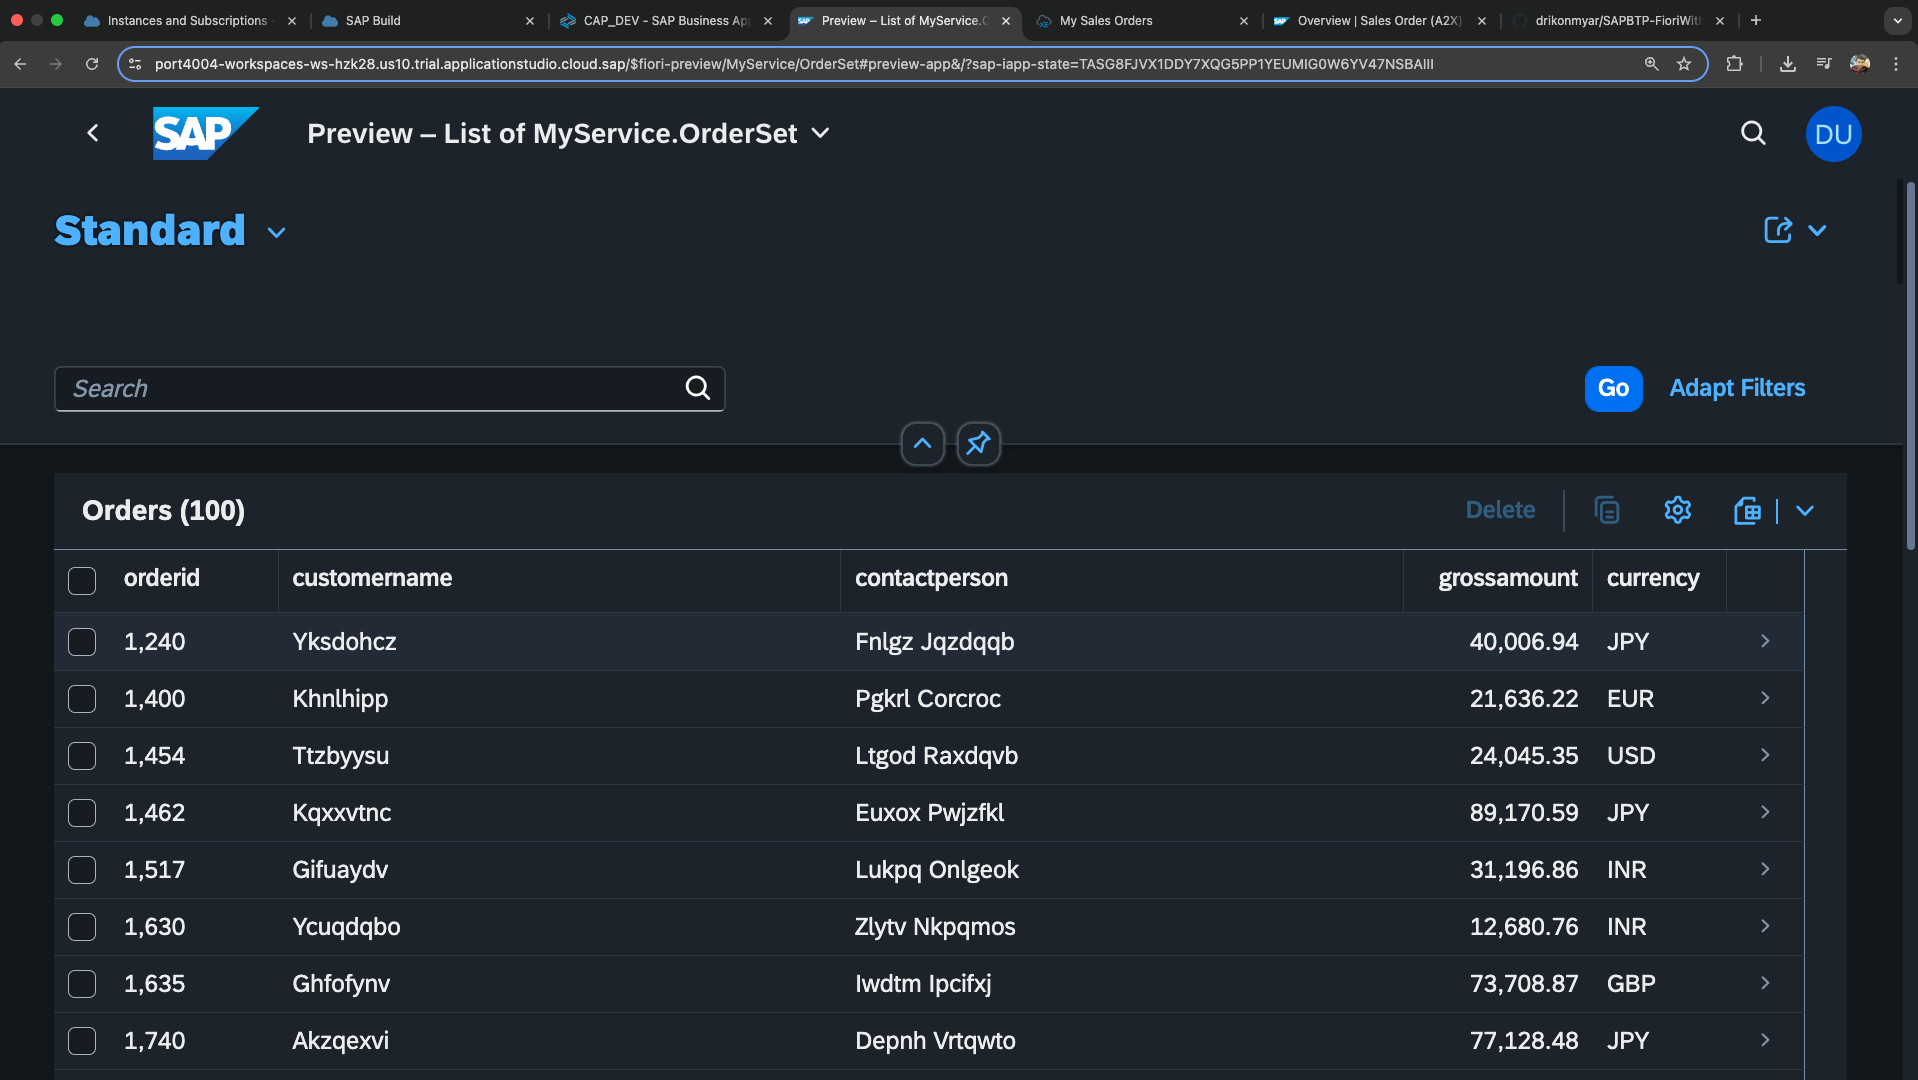 Instances and Subscriptions
SAP Build
CAP_DEV - SAP Business App
Preview – List of MyService.O
My Sales Orders
Overview | Sales Order (A2X)
drikonmyar/SAPBTP-FioriWith
port4004-workspaces-ws-hzk28.us10.trial.applicationstudio.cloud.sap/$fiori-preview/MyService/OrderSet#preview-app&/?sap-iapp-state=TASG8FJVX1DDY7XQG5PP1YEUMIG0W6YV47NSBAIII
SAP Preview – List of MyService.OrderSet DU
Standard
Search Go Adapt Filters
Orders (100) Delete
orderid customername contactperson grossamount currency
1,240 Yksdohcz Fnlgz Jqzdqqb 40,006.94 JPY
1,400 Khnlhipp Pgkrl Corcroc 21,636.22 EUR
1,454 Ttzbyysu Ltgod Raxdqvb 24,045.35 USD
1,462 Kqxxvtnc Euxox Pwjzfkl 89,170.59 JPY
1,517 Gifuaydv Lukpq Onlgeok 31,196.86 INR
1,630 Ycuqdqbo Zlytv Nkpqmos 12,680.76 INR
1,635 Ghfofynv Iwdtm Ipcifxj 73,708.87 GBP
1,740 Akzqexvi Depnh Vrtqwto 77,128.48 JPY